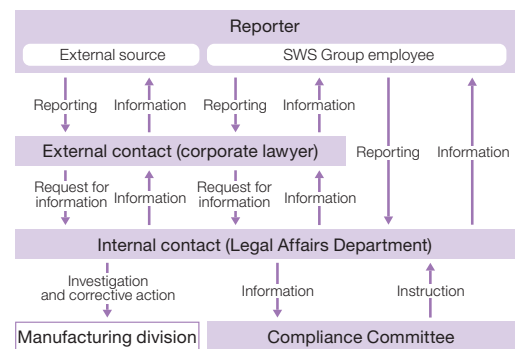 Reporter
External source
SWS Group employee
Reporting
Information
Reporting
Information
External contact (corporate lawyer)
Reporting
Information
Request for
information
Information
Request for
information
Information
Internal contact (Legal Affairs Department)
Investigation
and corrective action
Information
Instruction
Manufacturing division
Compliance Committee